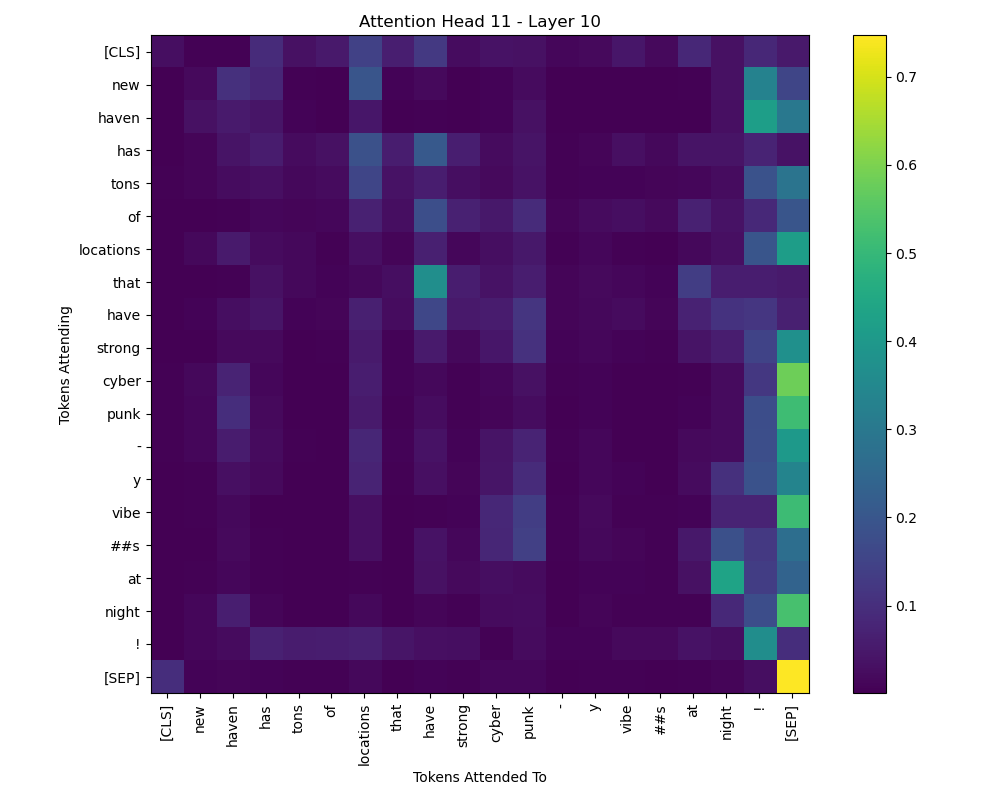 Attention Head 11 - Layer 10
Tokens Attending
[CLS]
new
haven
has
tons
of
locations
that
have
strong
cyber
punk
-
y
vibe
##s
at
night
!
[SEP]
[CLS]
new
haven
has
tons
of
locations
that
have
strong
cyber
punk
-
y
vibe
##s
at
night
!
[SEP]
Tokens Attended To
0.7
0.6
0.5
0.4
0.3
0.2
0.1